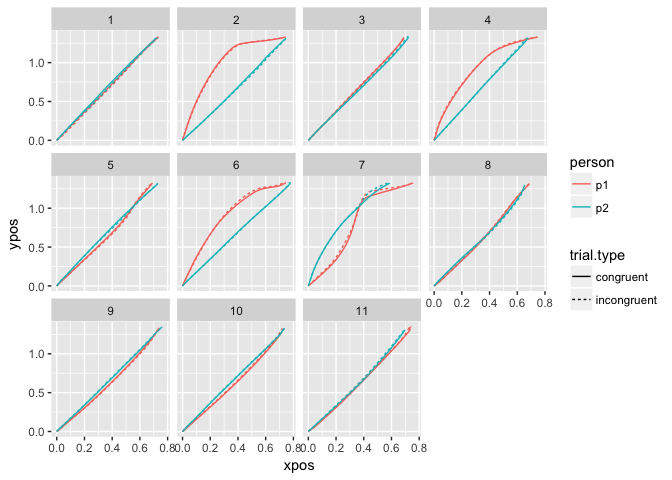 1 2 3 4
1.0
0.5
0.0
5 6 7 8
1.0
0.5
0.0
0.0 0.2 0.4 0.6 0.8
9 10 11
1.0
0.5
0.0
0.0 0.2 0.4 0.6 0.8 0.0 0.2 0.4 0.6 0.8 0.0 0.2 0.4 0.6 0.8
xpos
ypos
person
p1
p2
trial.type
congruent
incongruent